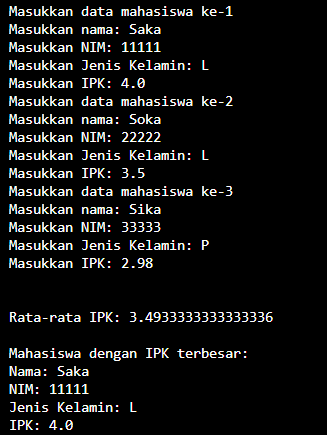 Masukkan data mahasiswa ke-1
Masukkan nama: Saka
Masukkan NIM: 11111
Masukkan Jenis Kelamin: L
Masukkan IPK: 4.0
Masukkan data mahasiswa ke-2
Masukkan nama: Soka
Masukkan NIM: 22222
Masukkan Jenis Kelamin: L
Masukkan IPK: 3.5
Masukkan data mahasiswa ke-3
Masukkan nama: Sika
Masukkan NIM: 33333
Masukkan Jenis Kelamin: P
Masukkan IPK: 2.98
Rata-rata IPK: 3.4933333333333336
Mahasiswa dengan IPK terbesar:
Nama: Saka
NIM: 11111
Jenis Kelamin: L
IPK: 4.0